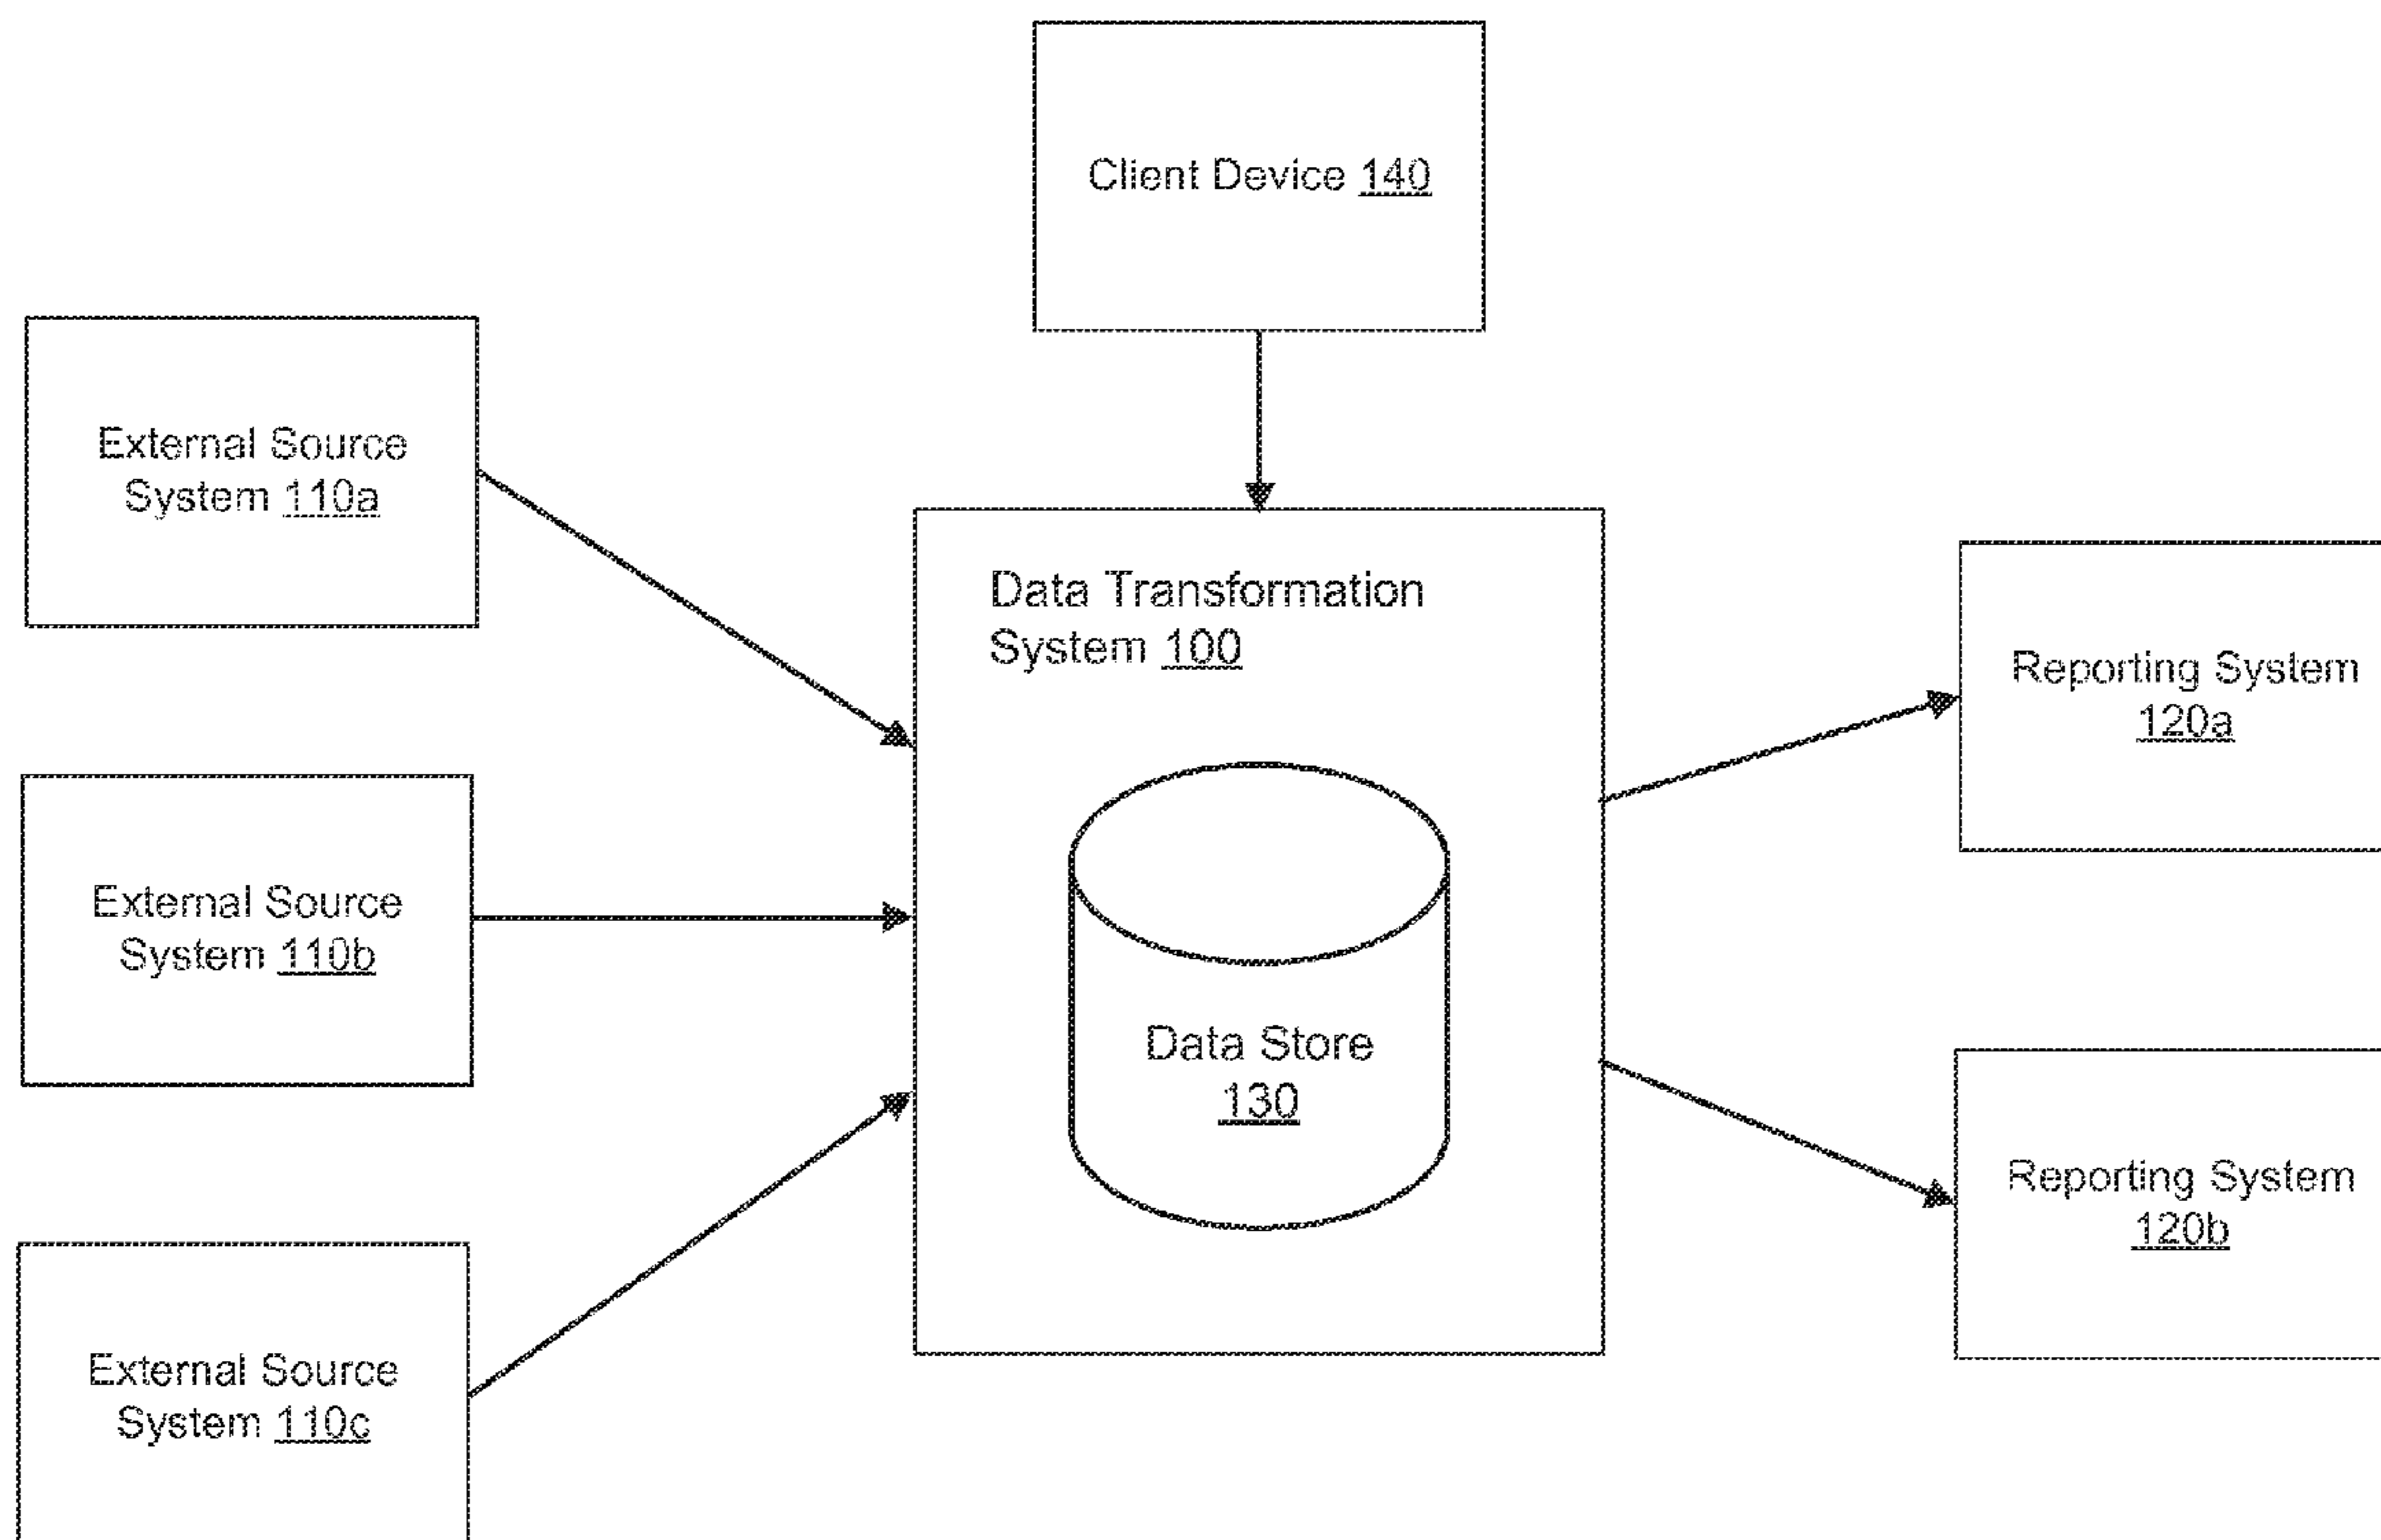 Client Device 140
External Source
System 110a
Data Transformation
System 100
Reporting System
120a
External Source
System 110b
Data Store
130
Reporting System
120b
External Source
System 110c